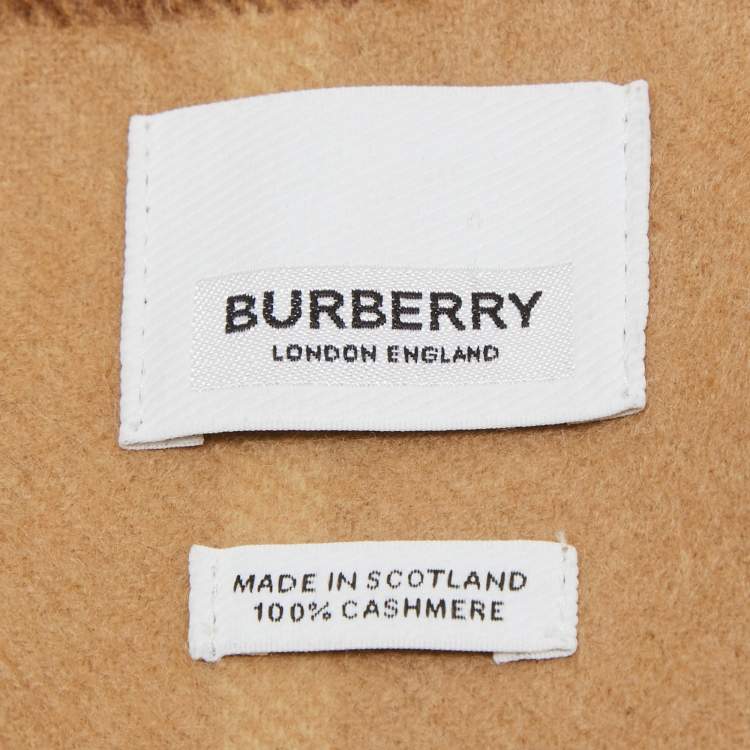 BURBERRY
LONDON ENGLAND
MADE IN SCOTLAND
100% CASHMERE